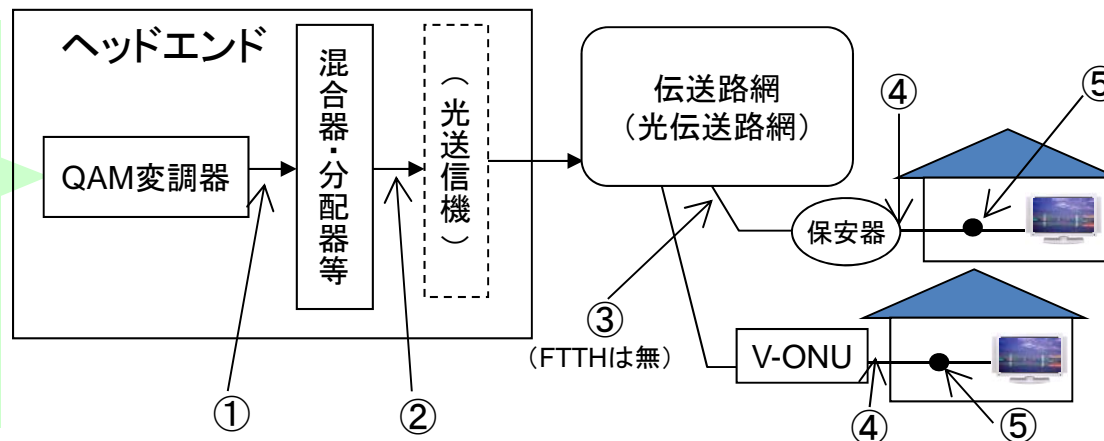 ヘッドエンド
QAM変調器
混合器・分配器等
(光送信機)
伝送路網
(光伝送路網)
保安器
V-ONU
①
②
③
(FTTHは無)
④
⑤
④
⑤